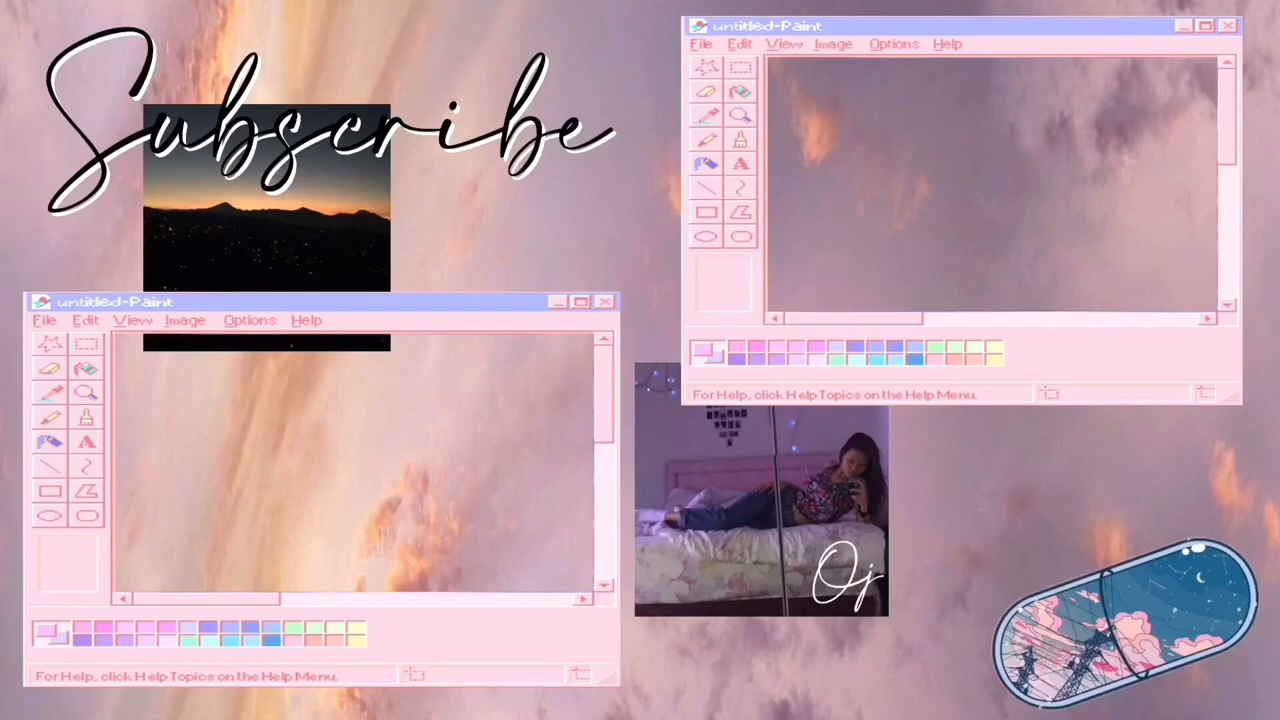 Subscribe
untitled-Paint
File Edit View Image Options Help
A
For Help, click Help Topics on the Help Menu.
untitled-Paint
File Edit View Image Options Help
A
For Help, click Help Topics on the Help Menu.
Oj